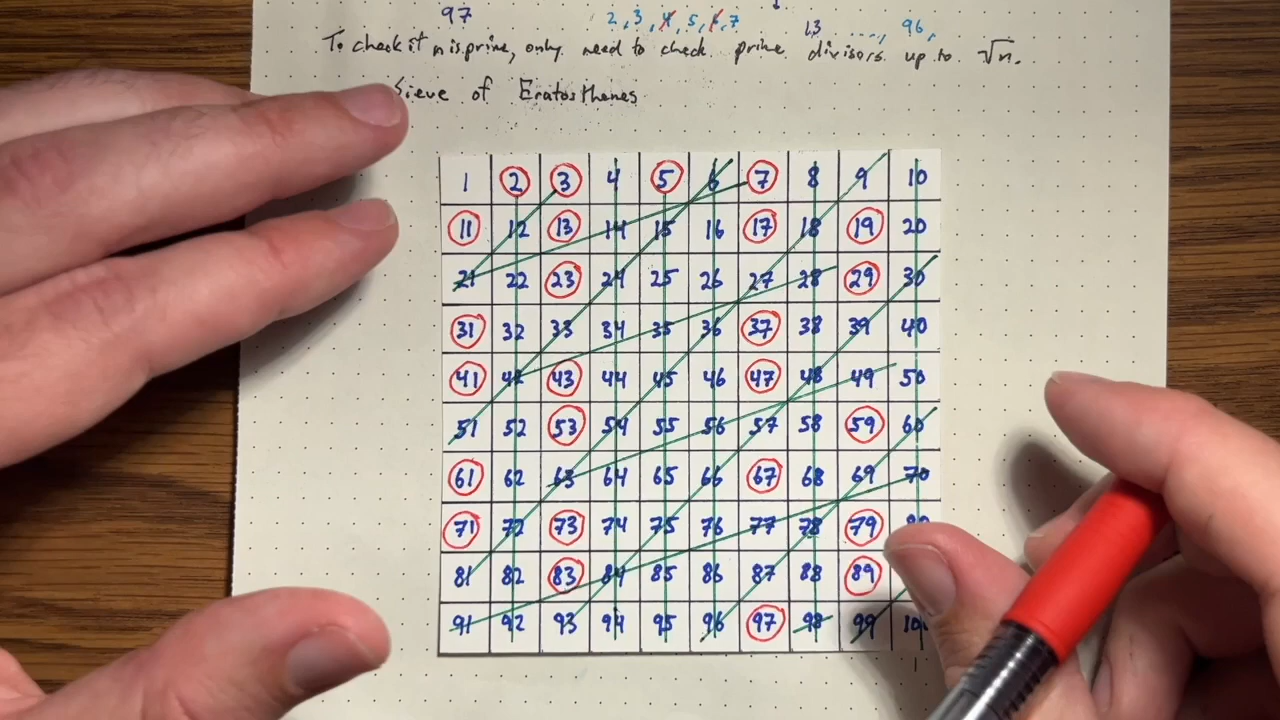 97 2, 3, 4, 5, 6, 7 13 ...., 96,
To check if n is prime, only need to check prime divisors up to √n.
Sieve of Eratosthenes
1 2 3 4 5 6 7 8 9 10
11 12 13 14 15 16 17 18 19 20
21 22 23 24 25 26 27 28 29 30
31 32 33 34 35 36 37 38 39 40
41 42 43 44 45 46 47 48 49 50
51 52 53 54 55 56 57 58 59 60
61 62 63 64 65 66 67 68 69 70
71 72 73 74 75 76 77 78 79
81 82 83 84 85 86 87 88 89
91 92 93 94 95 96 97 98 99 100